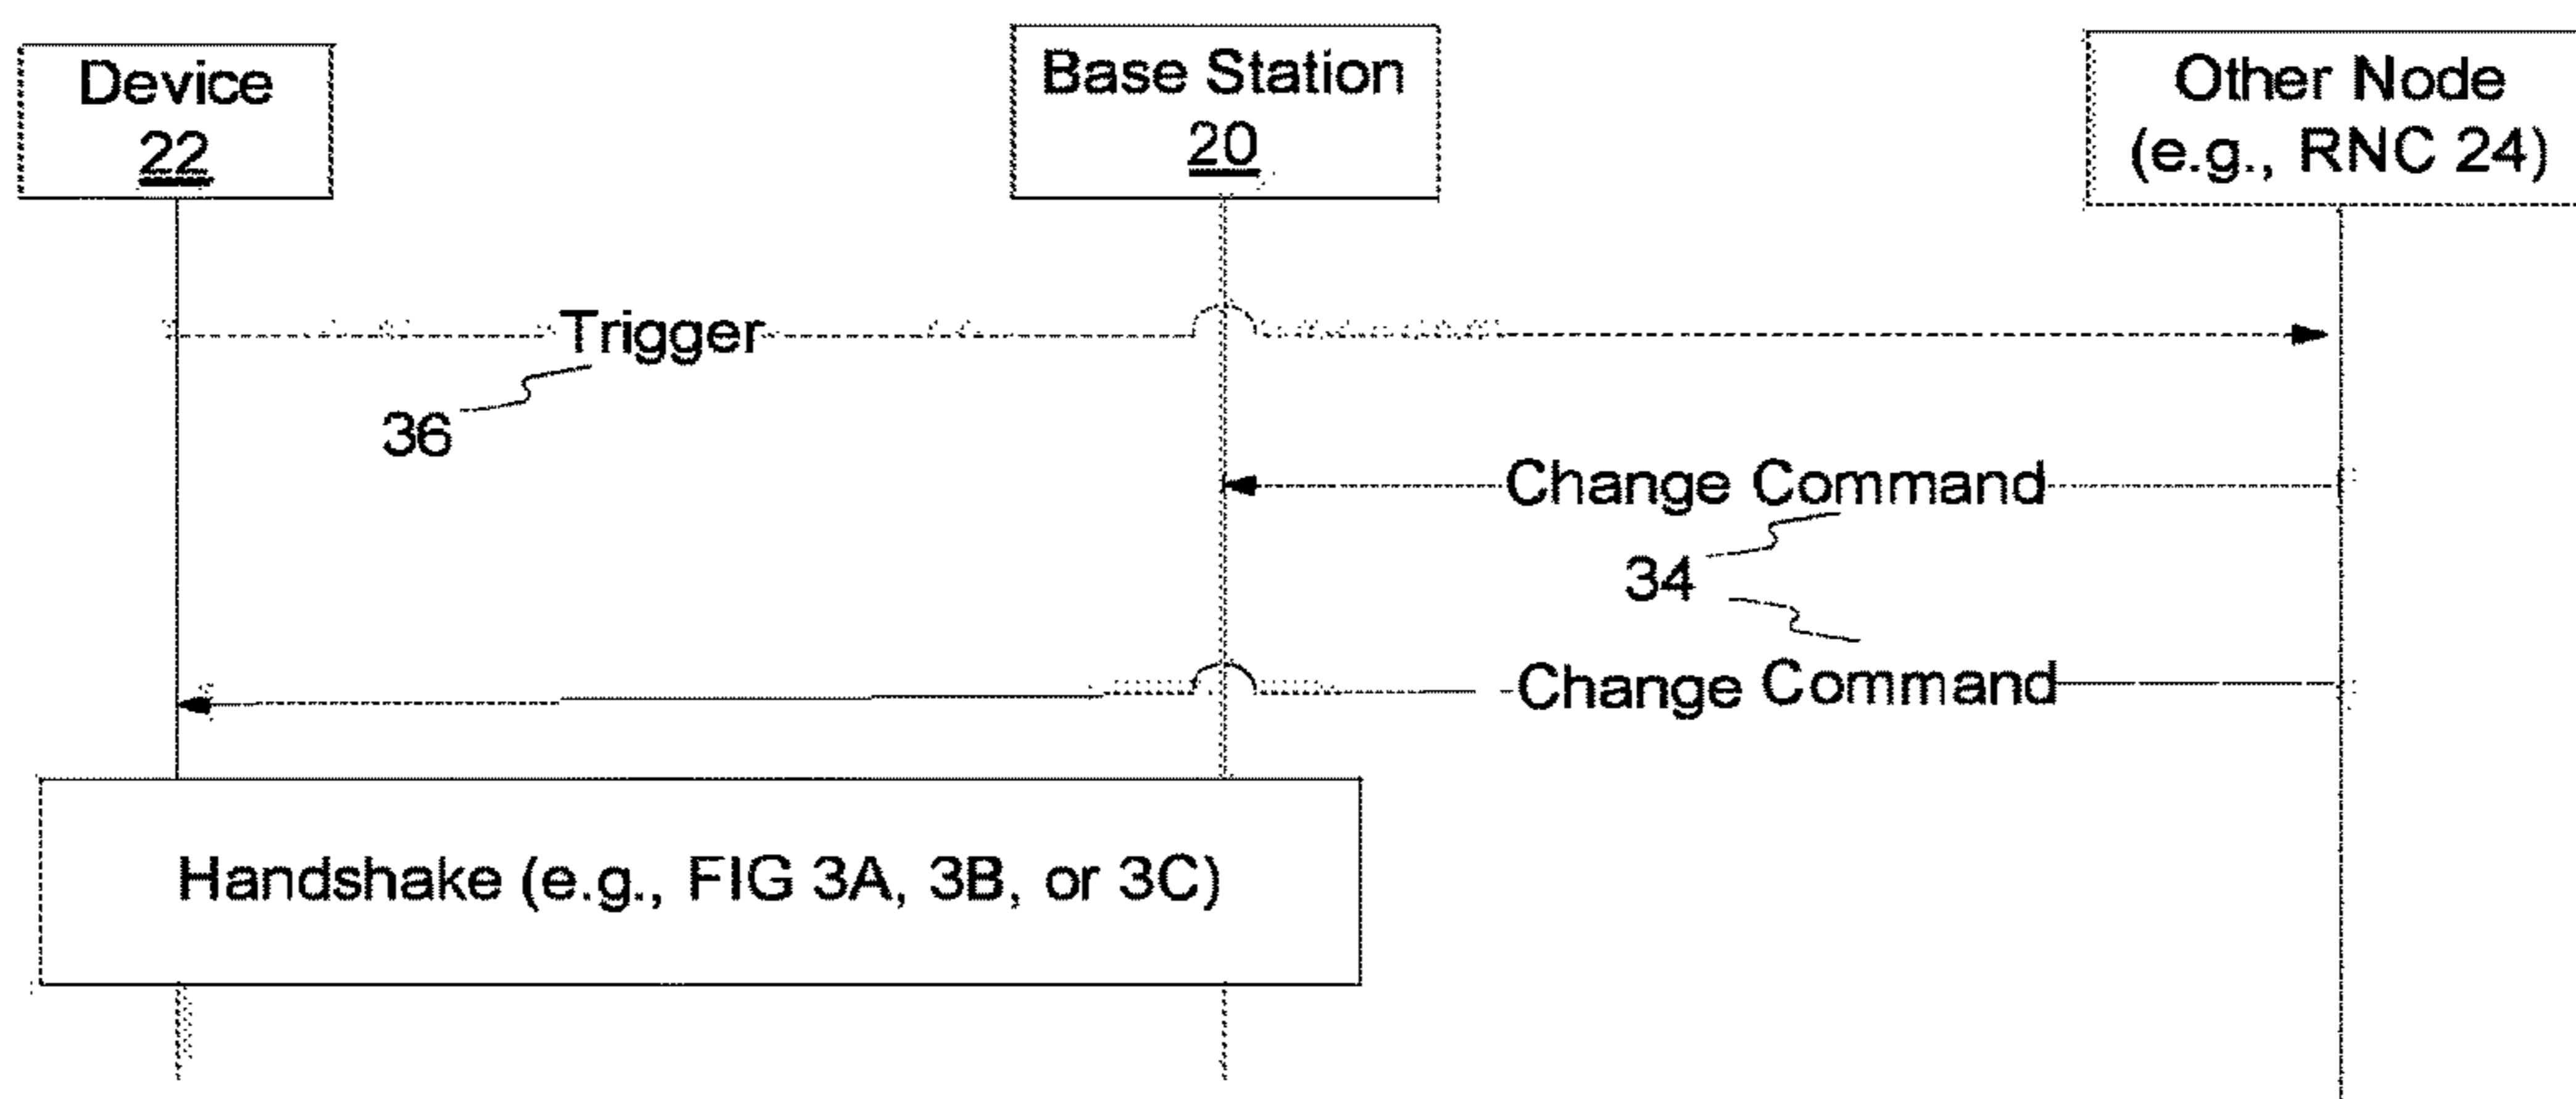 Device
22
Base Station
20
Other Node
(e.g., RNC 24)
Trigger
36
Change Command
34
Change Command
Handshake (e.g., FIG 3A, 3B, or 3C)